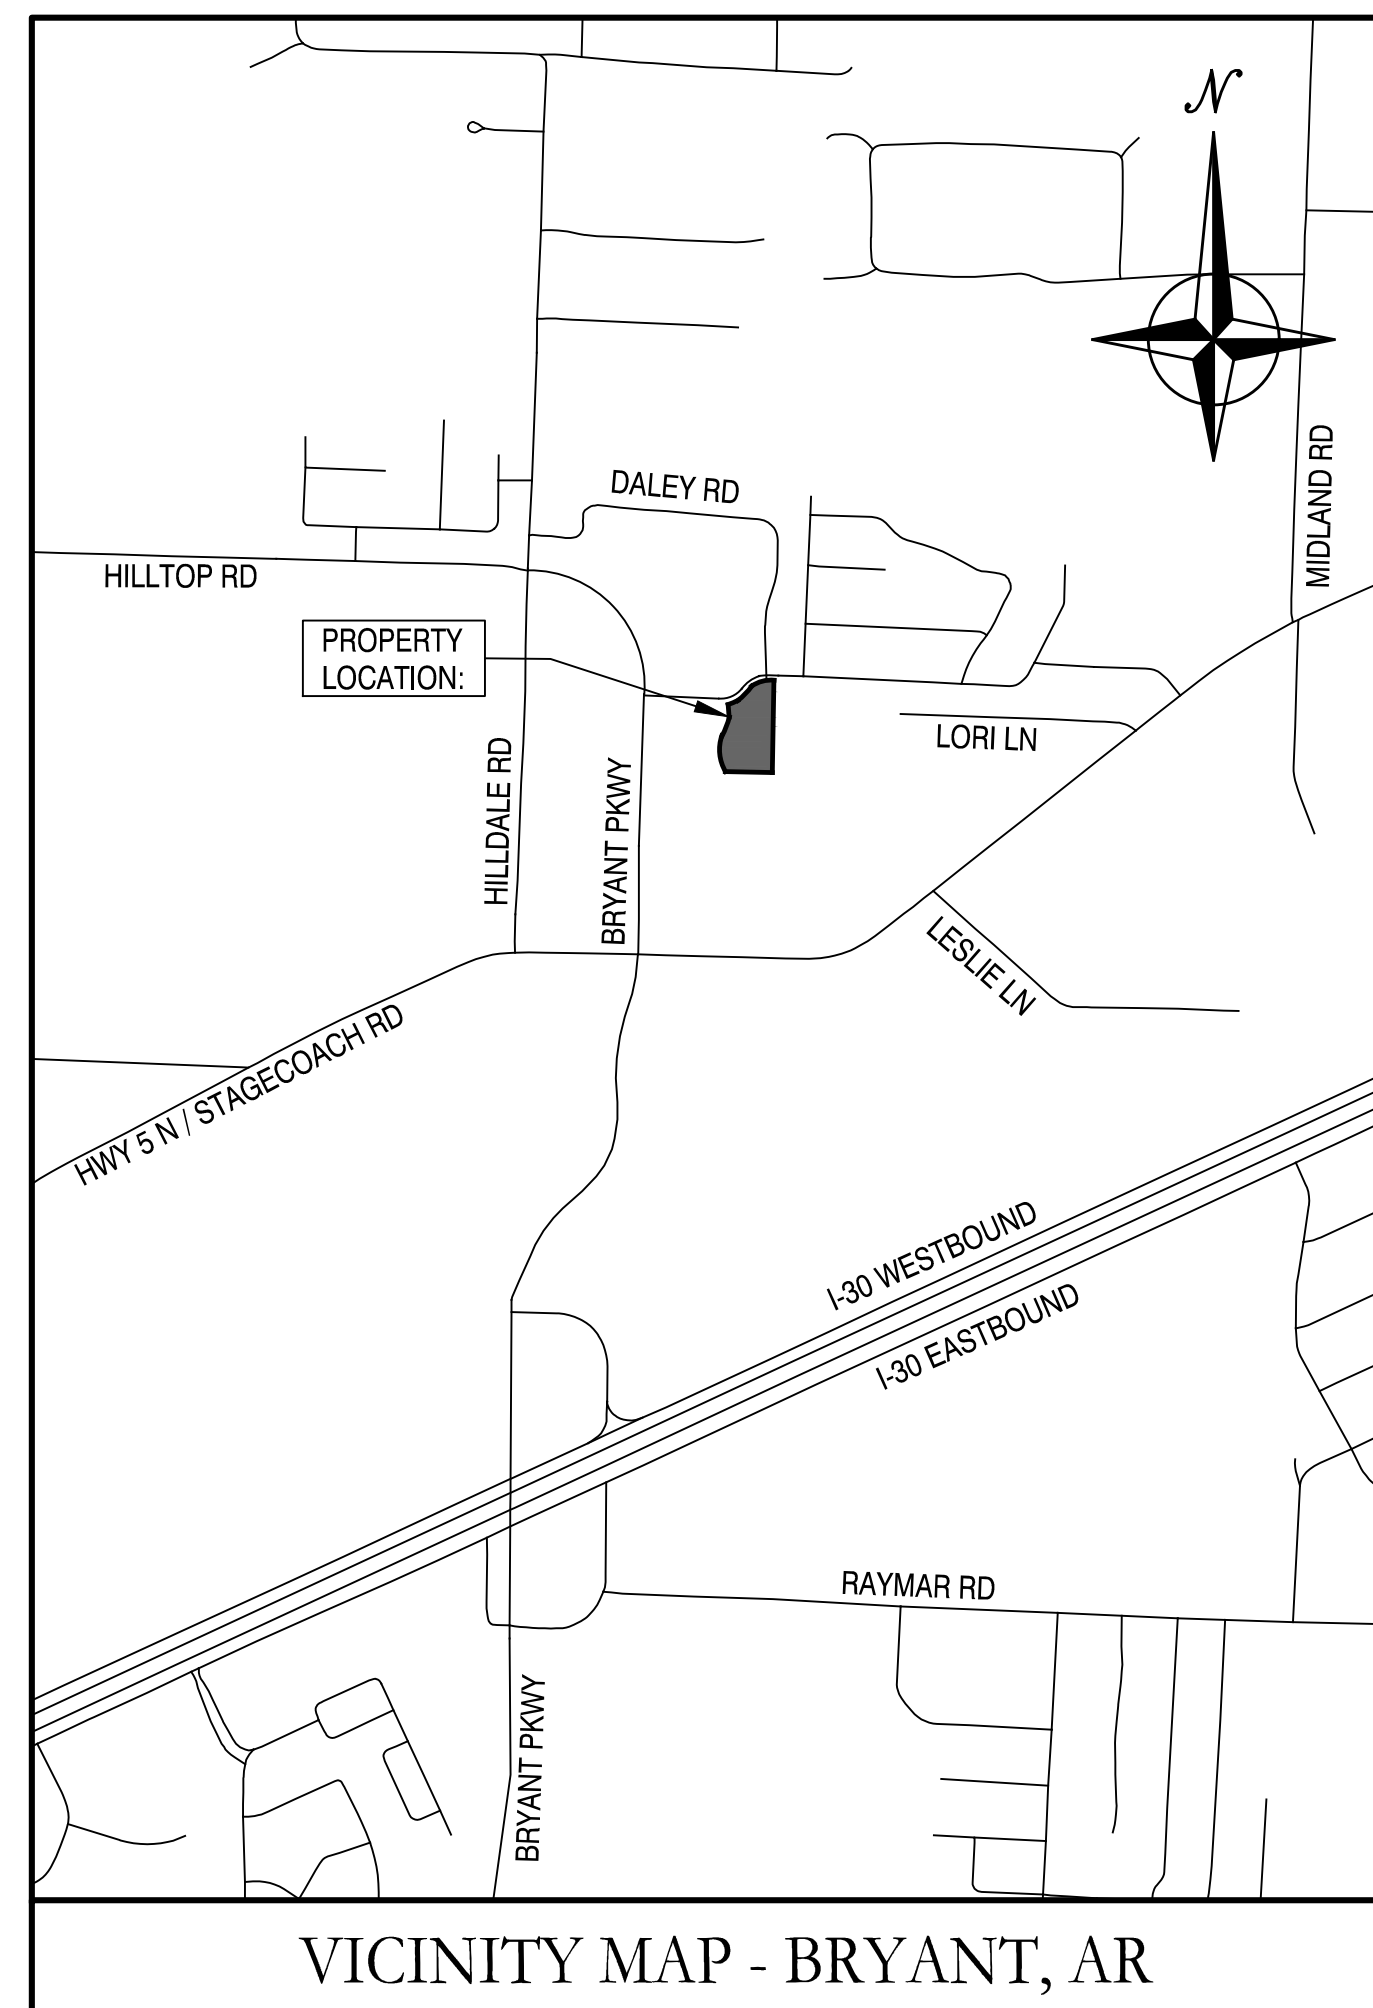 N
MIDLAND RD
DALEY RD
HILLTOP RD
PROPERTY
LOCATION:
LORI LN
HILLDALE RD
BRYANT PKWY
LESLIE LN
HWY 5 N / STAGECOACH RD
I-30 WESTBOUND
I-30 EASTBOUND
RAYMAR RD
BRYANT PKWY
VICINITY MAP - BRYANT, AR